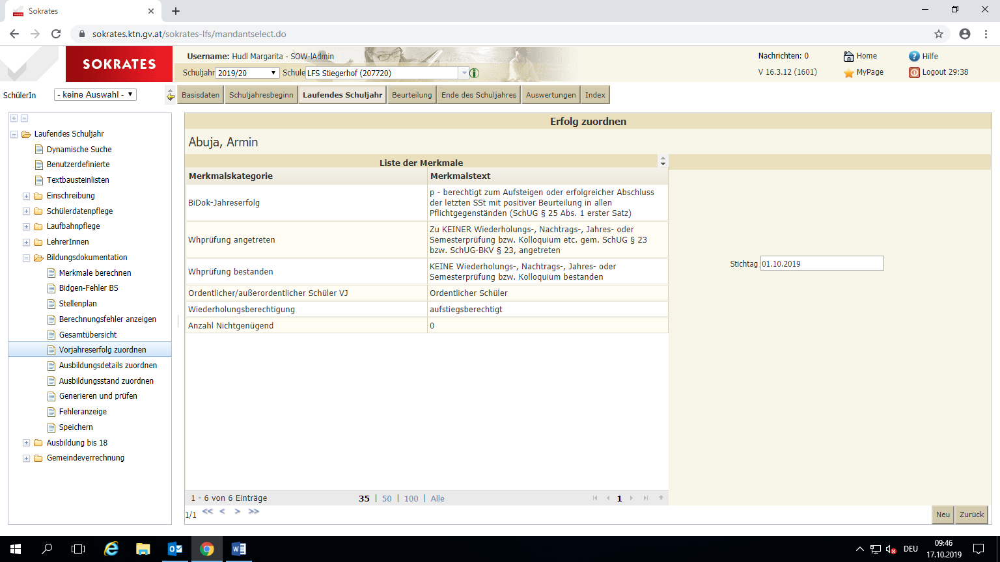 Sokrates
sokrates.ktn.gv.at/sokrates-lfs/mandantselect.do
SOKRATES
Username: Hudl Margarita - SOW-lAdmin
Nachrichten: 0
Home
Hilfe
Schuljahr 2019/20 Schule LFS Stiegerhof (207720)
V 16.3.12 (1601)
MyPage
Logout 29:38
SchülerIn - keine Auswahl -
Basisdaten
Schuljahresbeginn
Laufendes Schuljahr
Beurteilung
Ende des Schuljahres
Auswertungen
Index
Laufendes Schuljahr
Dynamische Suche
Benutzerdefinierte
Textbausteinlisten
Einschreibung
Schülerdatenpflege
Laufbahnpflege
LehrerInnen
Bildungsdokumentation
Merkmale berechnen
Bidgen-Fehler BS
Stellenplan
Berechnungsfehler anzeigen
Gesamtübersicht
Vorjahreserfolg zuordnen
Ausbildungsdetails zuordnen
Ausbildungsstand zuordnen
Generieren und prüfen
Fehleranzeige
Speichern
Ausbildung bis 18
Gemeindeverrechnung
Erfolg zuordnen
Abuja, Armin
Liste der Merkmale
Merkmalskategorie
Merkmalstext
BiDok-Jahreserfolg
p - berechtigt zum Aufsteigen oder erfolgreicher Abschluss
der letzten SSt mit positiver Beurteilung in allen
Pflichtgegenständen (SchUG § 25 Abs. 1 erster Satz)
Whprüfung angetreten
Zu KEINER Wiederholungs-, Nachtrags-, Jahres- oder
Semesterprüfung bzw. Kolloquium etc. gem. SchUG § 23
bzw. SchUG-BKV § 23, angetreten
Whprüfung bestanden
KEINE Wiederholungs-, Nachtrags-, Jahres- oder
Semesterprüfung bzw. Kolloquium bestanden
Ordentlicher/außerordentlicher Schüler VJ
Ordentlicher Schüler
Wiederholungsberechtigung
aufstiegsberechtigt
Anzahl Nichtgenügend
0
Stichtag 01.10.2019
1 - 6 von 6 Einträge
35 | 50 | 100 | Alle
1
1/1
Neu
Zurück
DEU
09:46
17.10.2019